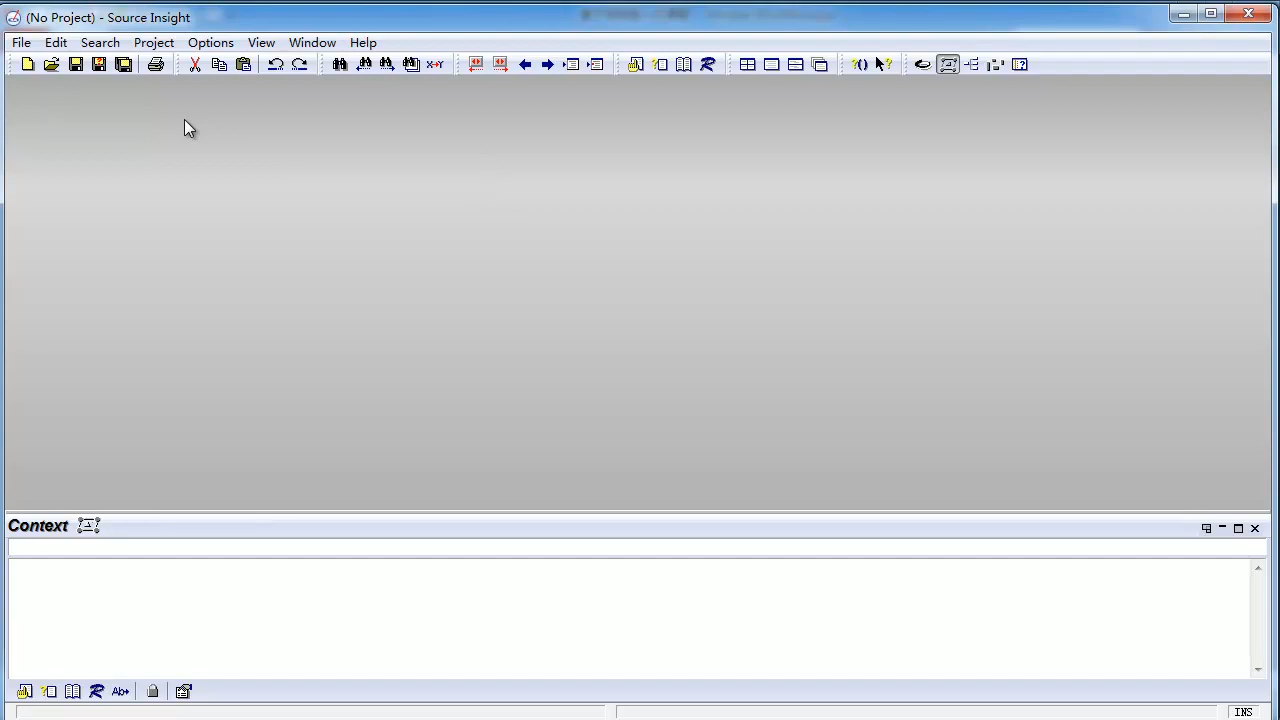 (No Project) - Source Insight
File Edit Search Project Options View Window Help
Context
INS